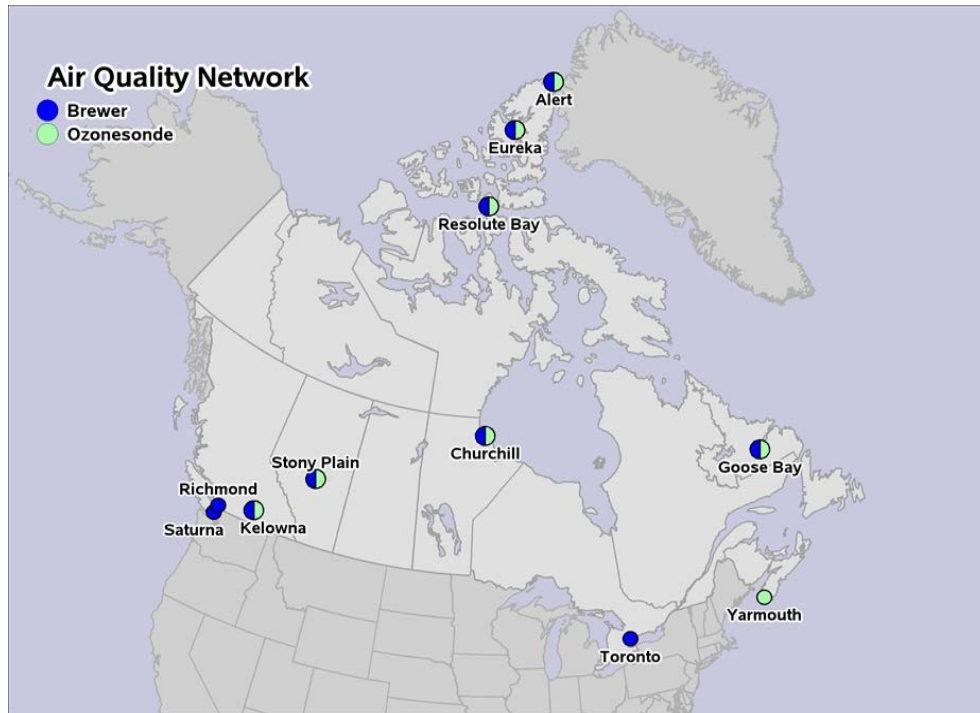 Air Quality Network
Brewer
Ozonesonde
Alert
Eureka
Resolute Bay
Churchill
Goose Bay
Stony Plain
Richmond
Saturna
Kelowna
Yarmouth
Toronto